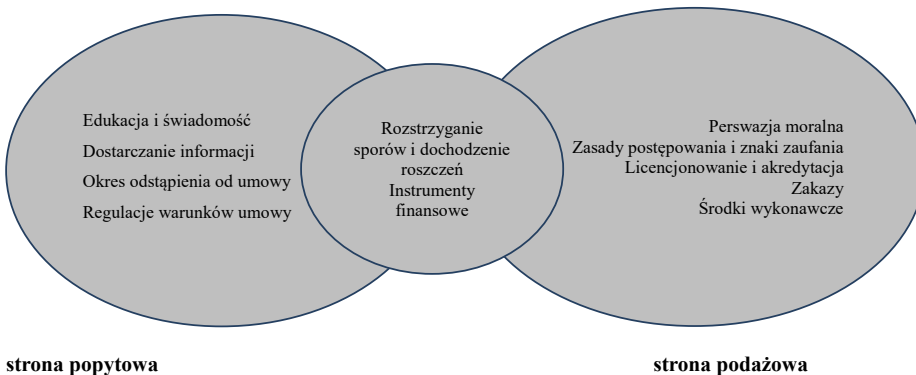 Edukacja i świadomość
Dostarczanie informacji
Okres odstąpienia od umowy
Regulacje warunków umowy
Rozstrzyganie
sporów i dochodzenie
roszczeń
Instrumenty
finansowe
Perswazja moralna
Zasady postępowania i znaki zaufania
Licencjonowanie i akredytacja
Zakazy
Środki wykonawcze
strona popytowa
strona podażowa